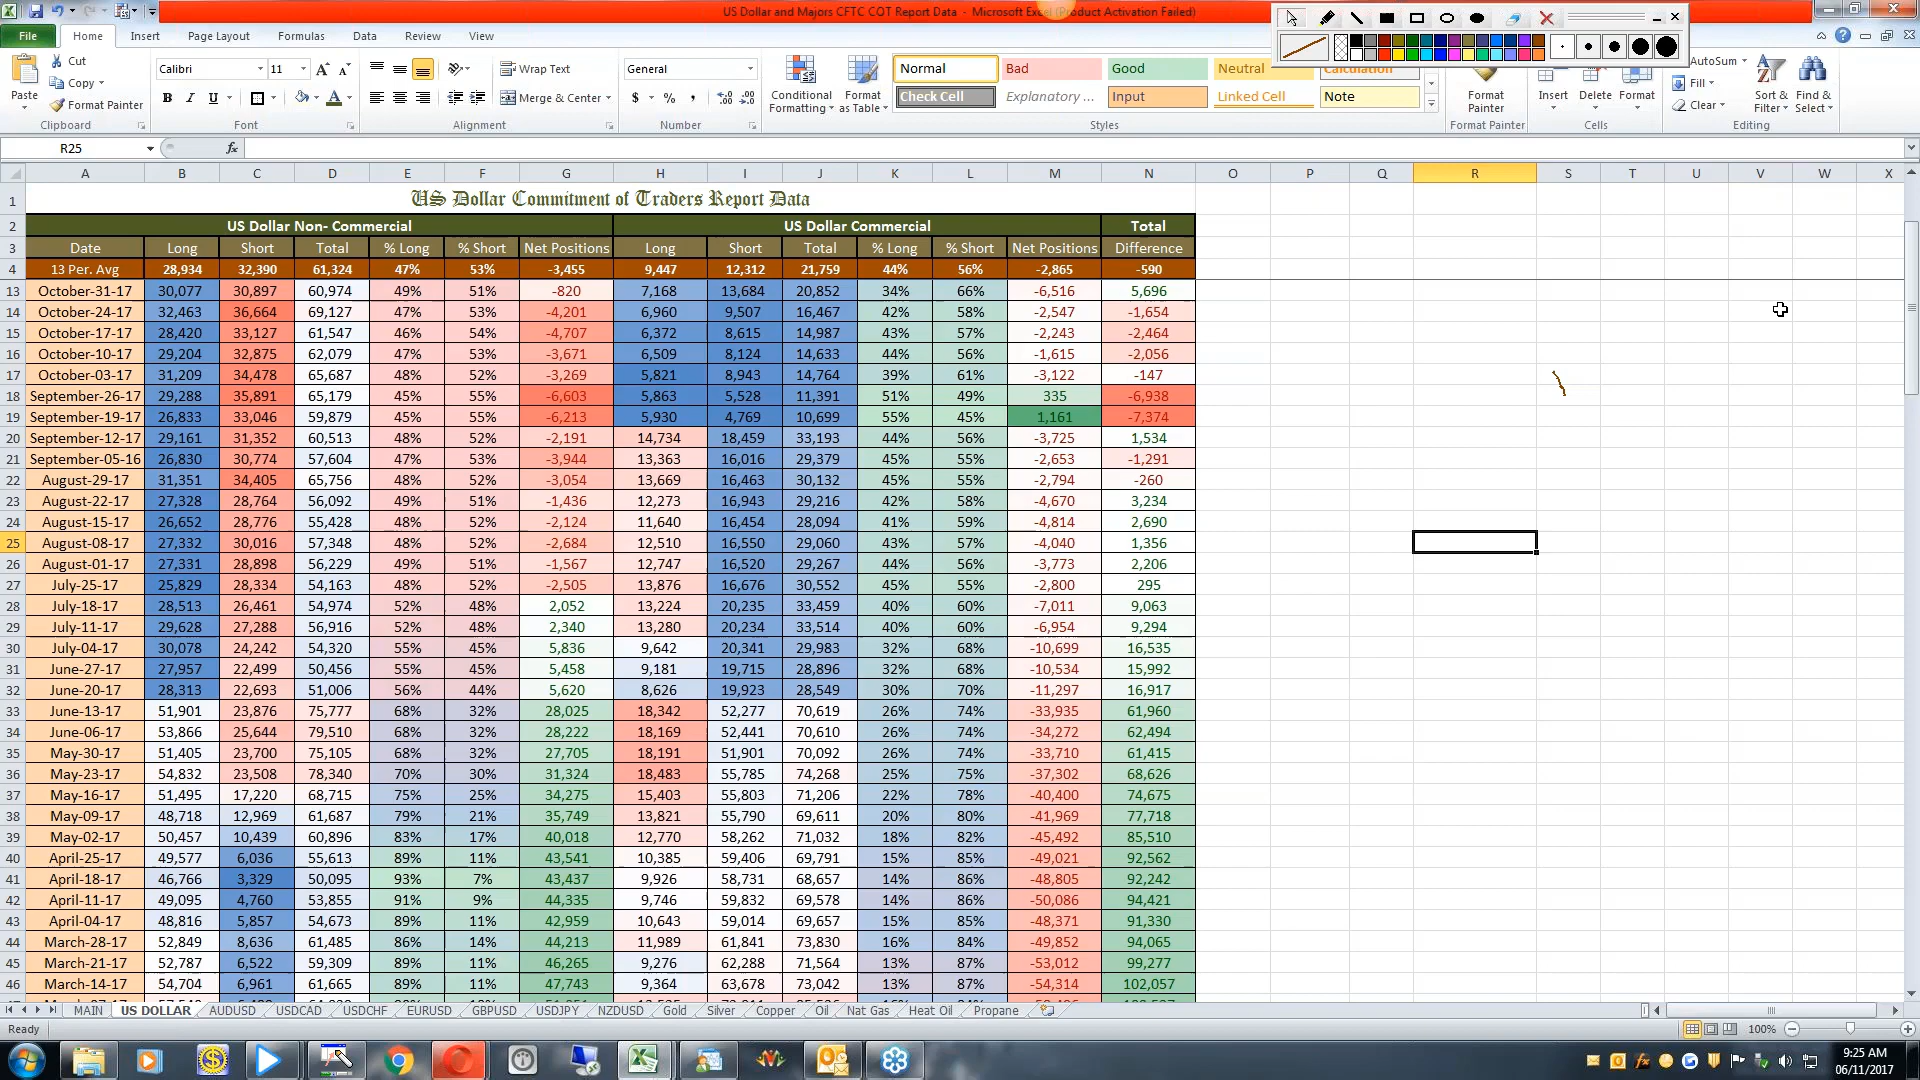 US Dollar and Majors CFTC COT Report Data - Microsoft Excel (Product Activation Failed)
File Home Insert Page Layout Formulas Data Review View
Cut Calibri 11 Wrap Text General Normal Bad Good Neutral Calculation AutoSum
Copy Fill
Paste Format Painter Merge & Center $ % , Conditional Formatting Format as Table Check Cell Explanatory ... Input Linked Cell Note Format Painter Insert Delete Format Clear Sort & Filter Find & Select
Clipboard Font Alignment Number Styles Format Painter Cells Editing
R25 fx
A B C D E F G H I J K L M N O P Q R S T U V W X
1 US Dollar Commitment of Traders Report Data
2 US Dollar Non- Commercial US Dollar Commercial Total
3 Date Long Short Total % Long % Short Net Positions Long Short Total % Long % Short Net Positions Difference
4 13 Per. Avg 28,934 32,390 61,324 47% 53% -3,455 9,447 12,312 21,759 44% 56% -2,865 -590
13 October-31-17 30,077 30,897 60,974 49% 51% -820 7,168 13,684 20,852 34% 66% -6,516 5,696
14 October-24-17 32,463 36,664 69,127 47% 53% -4,201 6,960 9,507 16,467 42% 58% -2,547 -1,654
15 October-17-17 28,420 33,127 61,547 46% 54% -4,707 6,372 8,615 14,987 43% 57% -2,243 -2,464
16 October-10-17 29,204 32,875 62,079 47% 53% -3,671 6,509 8,124 14,633 44% 56% -1,615 -2,056
17 October-03-17 31,209 34,478 65,687 48% 52% -3,269 5,821 8,943 14,764 39% 61% -3,122 -147
18 September-26-17 29,288 35,891 65,179 45% 55% -6,603 5,863 5,528 11,391 51% 49% 335 -6,938
19 September-19-17 26,833 33,046 59,879 45% 55% -6,213 5,930 4,769 10,699 55% 45% 1,161 -7,374
20 September-12-17 29,161 31,352 60,513 48% 52% -2,191 14,734 18,459 33,193 44% 56% -3,725 1,534
21 September-05-16 26,830 30,774 57,604 47% 53% -3,944 13,363 16,016 29,379 45% 55% -2,653 -1,291
22 August-29-17 31,351 34,405 65,756 48% 52% -3,054 13,669 16,463 30,132 45% 55% -2,794 -260
23 August-22-17 27,328 28,764 56,092 49% 51% -1,436 12,273 16,943 29,216 42% 58% -4,670 3,234
24 August-15-17 26,652 28,776 55,428 48% 52% -2,124 11,640 16,454 28,094 41% 59% -4,814 2,690
25 August-08-17 27,332 30,016 57,348 48% 52% -2,684 12,510 16,550 29,060 43% 57% -4,040 1,356
26 August-01-17 27,331 28,898 56,229 49% 51% -1,567 12,747 16,520 29,267 44% 56% -3,773 2,206
27 July-25-17 25,829 28,334 54,163 48% 52% -2,505 13,876 16,676 30,552 45% 55% -2,800 295
28 July-18-17 28,513 26,461 54,974 52% 48% 2,052 13,224 20,235 33,459 40% 60% -7,011 9,063
29 July-11-17 29,628 27,288 56,916 52% 48% 2,340 13,280 20,234 33,514 40% 60% -6,954 9,294
30 July-04-17 30,078 24,242 54,320 55% 45% 5,836 9,642 20,341 29,983 32% 68% -10,699 16,535
31 June-27-17 27,957 22,499 50,456 55% 45% 5,458 9,181 19,715 28,896 32% 68% -10,534 15,992
32 June-20-17 28,313 22,693 51,006 56% 44% 5,620 8,626 19,923 28,549 30% 70% -11,297 16,917
33 June-13-17 51,901 23,876 75,777 68% 32% 28,025 18,342 52,277 70,619 26% 74% -33,935 61,960
34 June-06-17 53,866 25,644 79,510 68% 32% 28,222 18,169 52,441 70,610 26% 74% -34,272 62,494
35 May-30-17 51,405 23,700 75,105 68% 32% 27,705 18,191 51,901 70,092 26% 74% -33,710 61,415
36 May-23-17 54,832 23,508 78,340 70% 30% 31,324 18,483 55,785 74,268 25% 75% -37,302 68,626
37 May-16-17 51,495 17,220 68,715 75% 25% 34,275 15,403 55,803 71,206 22% 78% -40,400 74,675
38 May-09-17 48,718 12,969 61,687 79% 21% 35,749 13,821 55,790 69,611 20% 80% -41,969 77,718
39 May-02-17 50,457 10,439 60,896 83% 17% 40,018 12,770 58,262 71,032 18% 82% -45,492 85,510
40 April-25-17 49,577 6,036 55,613 89% 11% 43,541 10,385 59,406 69,791 15% 85% -49,021 92,562
41 April-18-17 46,766 3,329 50,095 93% 7% 43,437 9,926 58,731 68,657 14% 86% -48,805 92,242
42 April-11-17 49,095 4,760 53,855 91% 9% 44,335 9,746 59,832 69,578 14% 86% -50,086 94,421
43 April-04-17 48,816 5,857 54,673 89% 11% 42,959 10,643 59,014 69,657 15% 85% -48,371 91,330
44 March-28-17 52,849 8,636 61,485 86% 14% 44,213 11,989 61,841 73,830 16% 84% -49,852 94,065
45 March-21-17 52,787 6,522 59,309 89% 11% 46,265 9,276 62,288 71,564 13% 87% -53,012 99,277
46 March-14-17 54,704 6,961 61,665 89% 11% 47,743 9,364 63,678 73,042 13% 87% -54,314 102,057
MAIN US DOLLAR AUDUSD USDCAD USDCHF EURUSD GBPUSD USDJPY NZDUSD Gold Silver Copper Oil Nat Gas Heat Oil Propane
Ready 100%
9:25 AM
06/11/2017